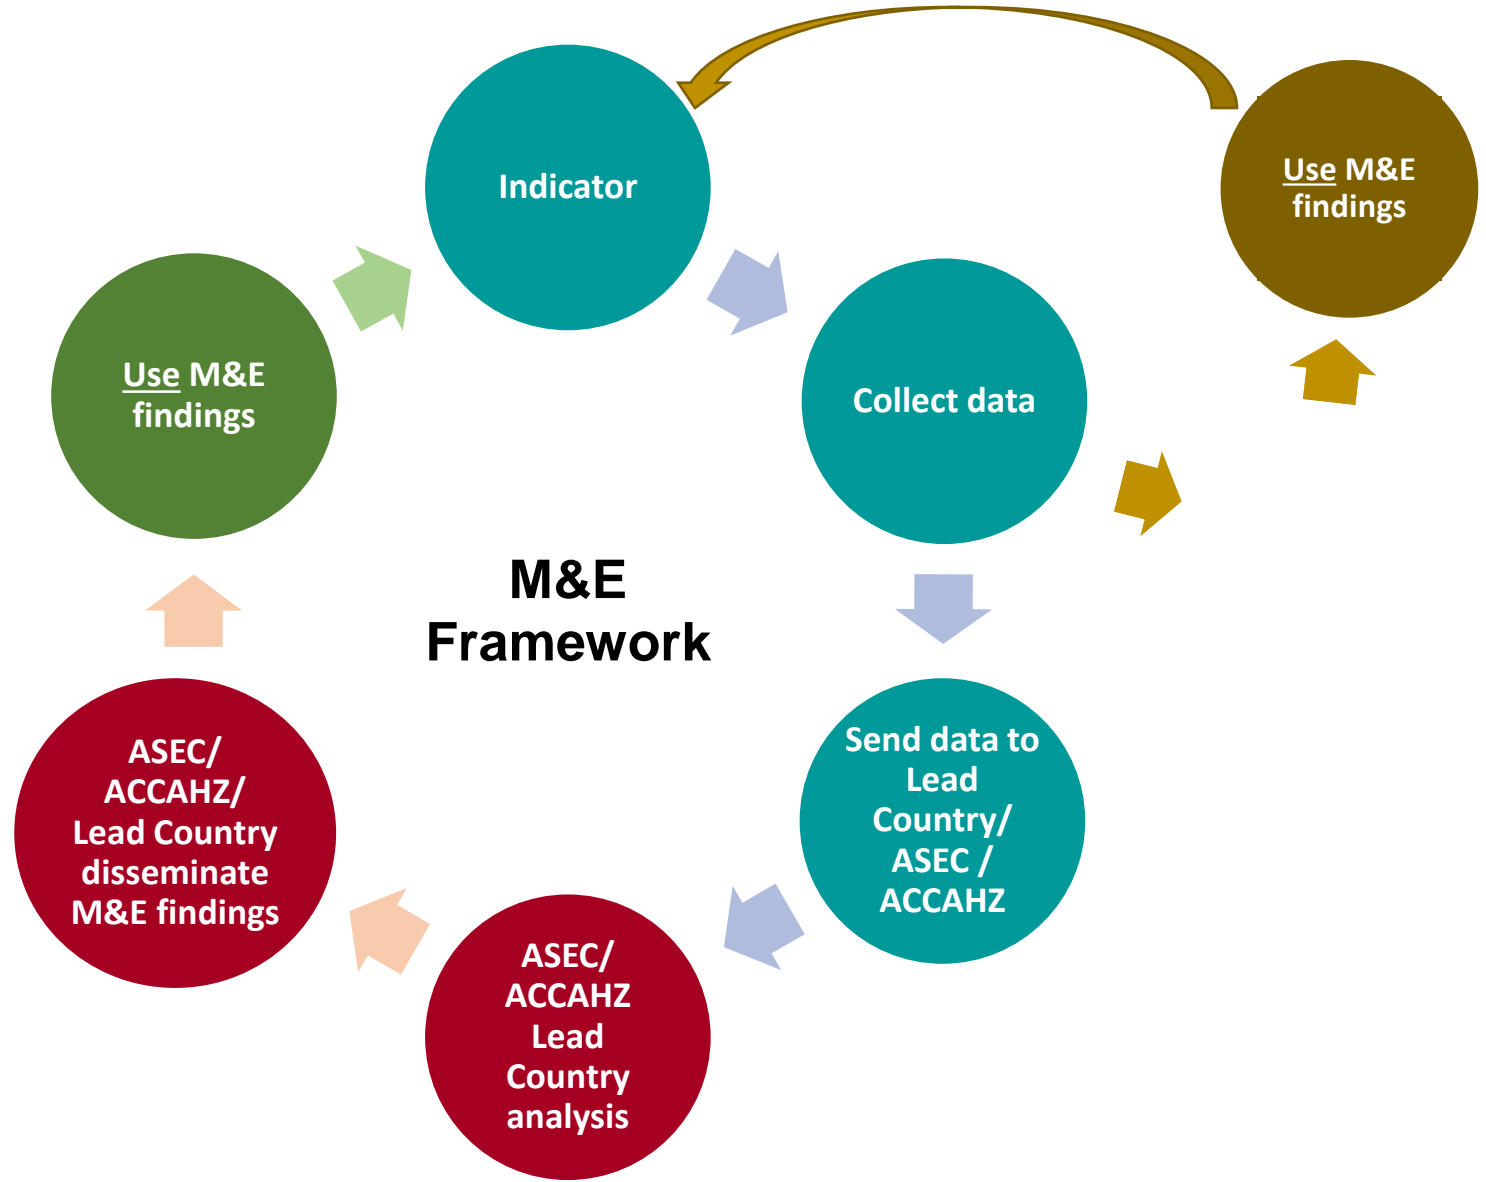 Indicator
Use M&E
findings
Use M&E
findings
Collect data
M&E
Framework
Send data to
Lead
Country/
ASEC /
ACCAHZ
ASEC/
ACCAHZ/
Lead Country
disseminate
M&E findings
ASEC/
ACCAHZ
Lead
Country
analysis